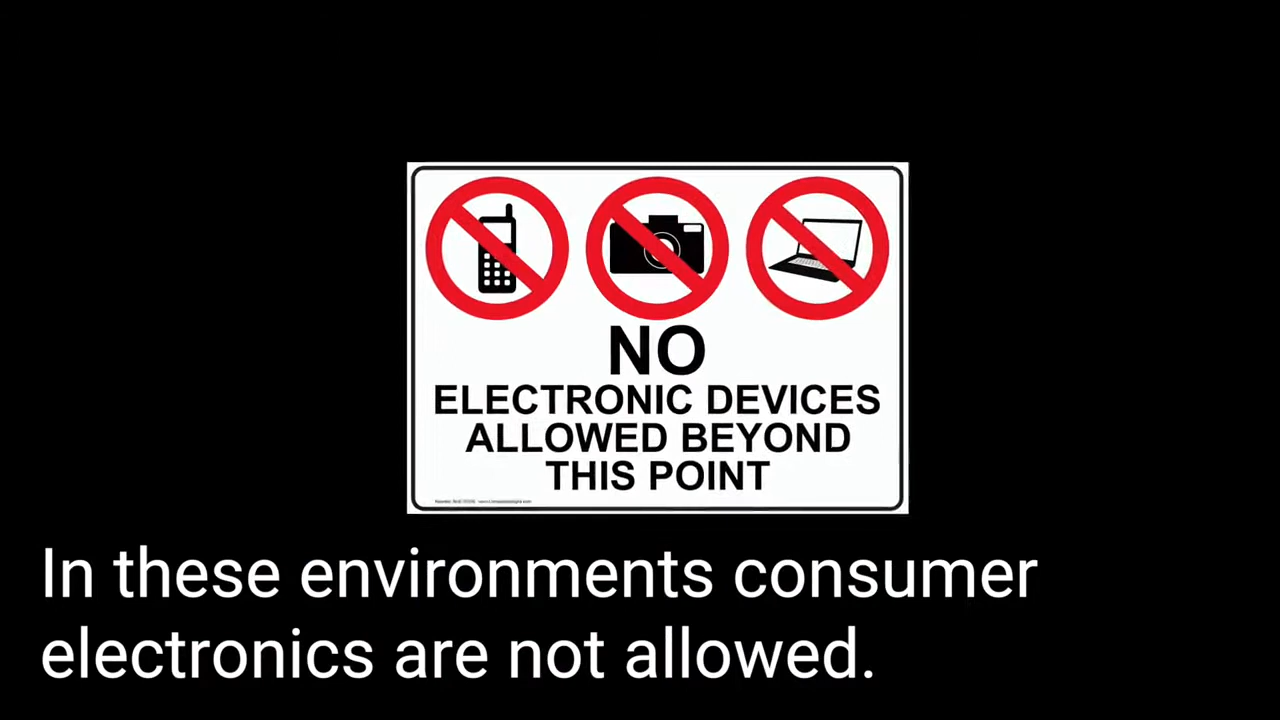 NO
ELECTRONIC DEVICES
ALLOWED BEYOND
THIS POINT
In these environments consumer
electronics are not allowed.